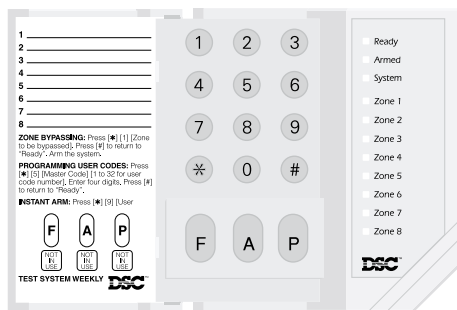 1
2
3
4
5
6
7
8
ZONE BYPASSING: Press [✱] [1] [Zone
to be bypassed]. Press [#] to return to
"Ready". Arm the system.
PROGRAMMING USER CODES: Press
[✱] [5] [Master Code] [1 to 32 for user
code number]. Enter four digits. Press [#]
to return to "Ready".
INSTANT ARM: Press [✱] [9] [User
F A P
NOT IN USE NOT IN USE NOT IN USE
TEST SYSTEM WEEKLY DSC™
1 2 3
4 5 6
7 8 9
✱ 0 #
F A P
Ready
Armed
System
Zone 1
Zone 2
Zone 3
Zone 4
Zone 5
Zone 6
Zone 7
Zone 8
DSC™